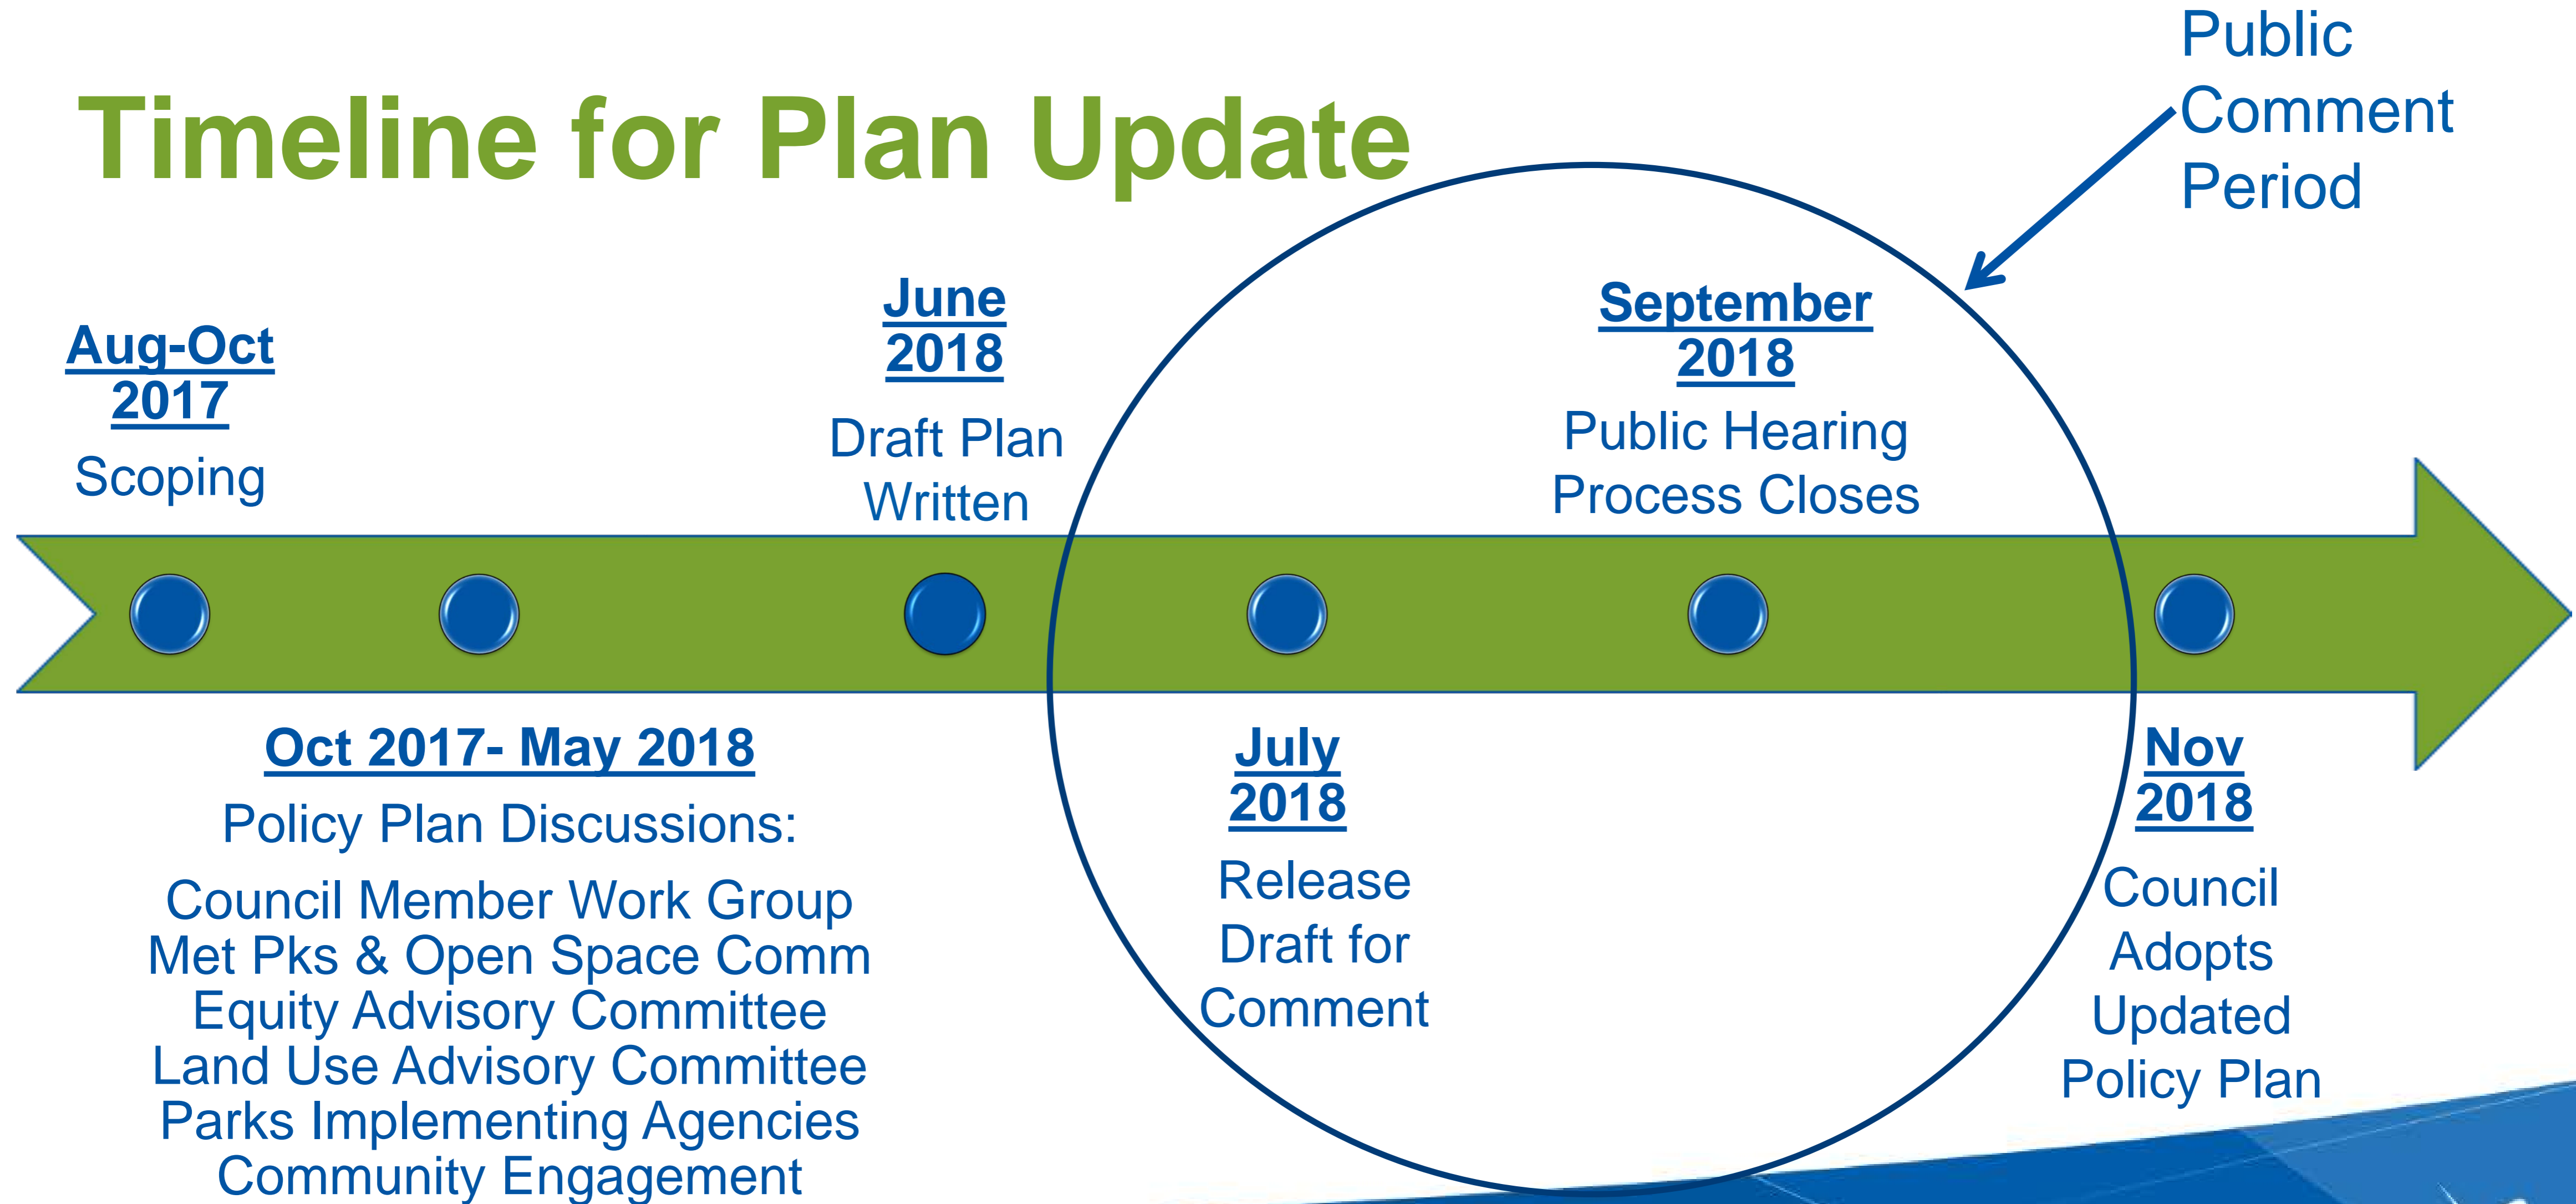 Timeline for Plan Update
Public
Comment
Period
Aug-Oct
2017
Scoping
June
2018
Draft Plan
Written
September
2018
Public Hearing
Process Closes
Oct 2017- May 2018
Policy Plan Discussions:
Council Member Work Group
Met Pks & Open Space Comm
Equity Advisory Committee
Land Use Advisory Committee
Parks Implementing Agencies
Community Engagement
July
2018
Release
Draft for
Comment
Nov
2018
Council
Adopts
Updated
Policy Plan